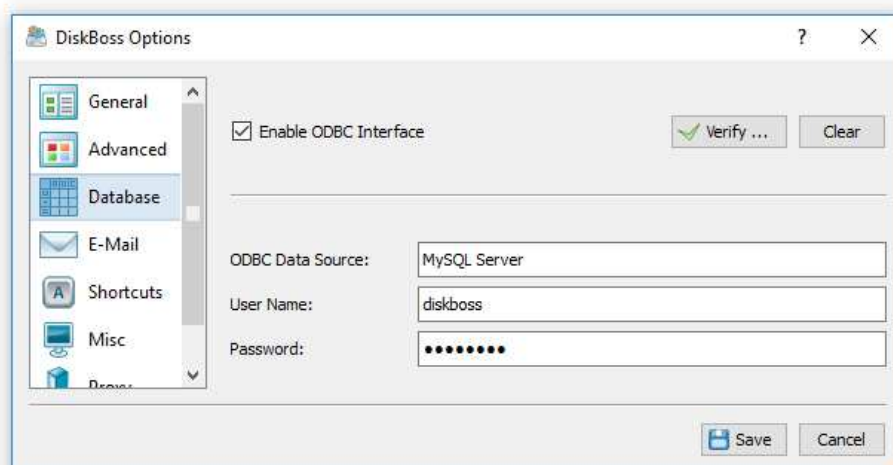 DiskBoss Options
?
General
Advanced
Database
E-Mail
Shortcuts
Misc
Proxy
Enable ODBC Interface
Verify ...
Clear
ODBC Data Source:
MySQL Server
User Name:
diskboss
Password:
••••••••
Save
Cancel